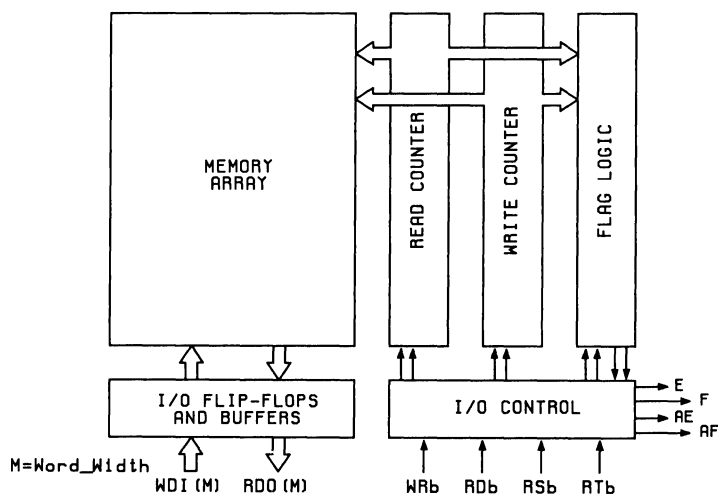 MEMORY
ARRAY
READ COUNTER
WRITE COUNTER
FLAG LOGIC
I/O FLIP-FLOPS
AND BUFFERS
I/O CONTROL
E
F
AE
AF
M=Word_Width
WDI(M)
RDO(M)
WRb
RDb
RSb
RTb